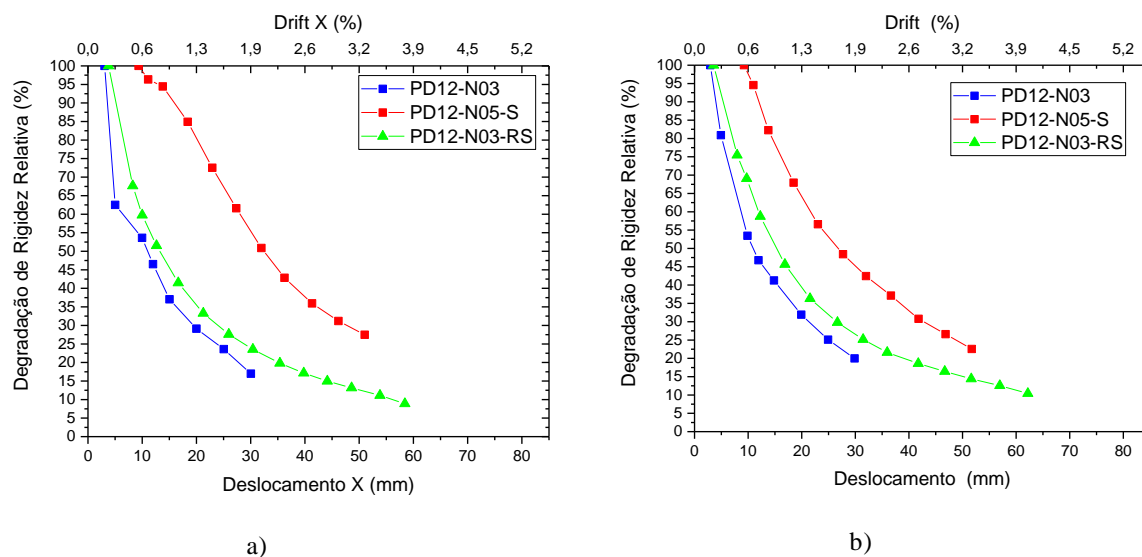 Drift X (%)
0,0 0,6 1,3 1,9 2,6 3,2 3,9 4,5 5,2
100
95
90
85
80
75
70
65
60
55
50
45
40
35
30
25
20
15
10
5
0
Degradação de Rigidez Relativa (%)
PD12-N03
PD12-N05-S
PD12-N03-RS
0 10 20 30 40 50 60 70 80
Deslocamento X (mm)
a)
Drift (%)
0,0 0,6 1,3 1,9 2,6 3,2 3,9 4,5 5,2
100
95
90
85
80
75
70
65
60
55
50
45
40
35
30
25
20
15
10
5
0
Degradação de Rigidez Relativa (%)
PD12-N03
PD12-N05-S
PD12-N03-RS
0 10 20 30 40 50 60 70 80
Deslocamento (mm)
b)